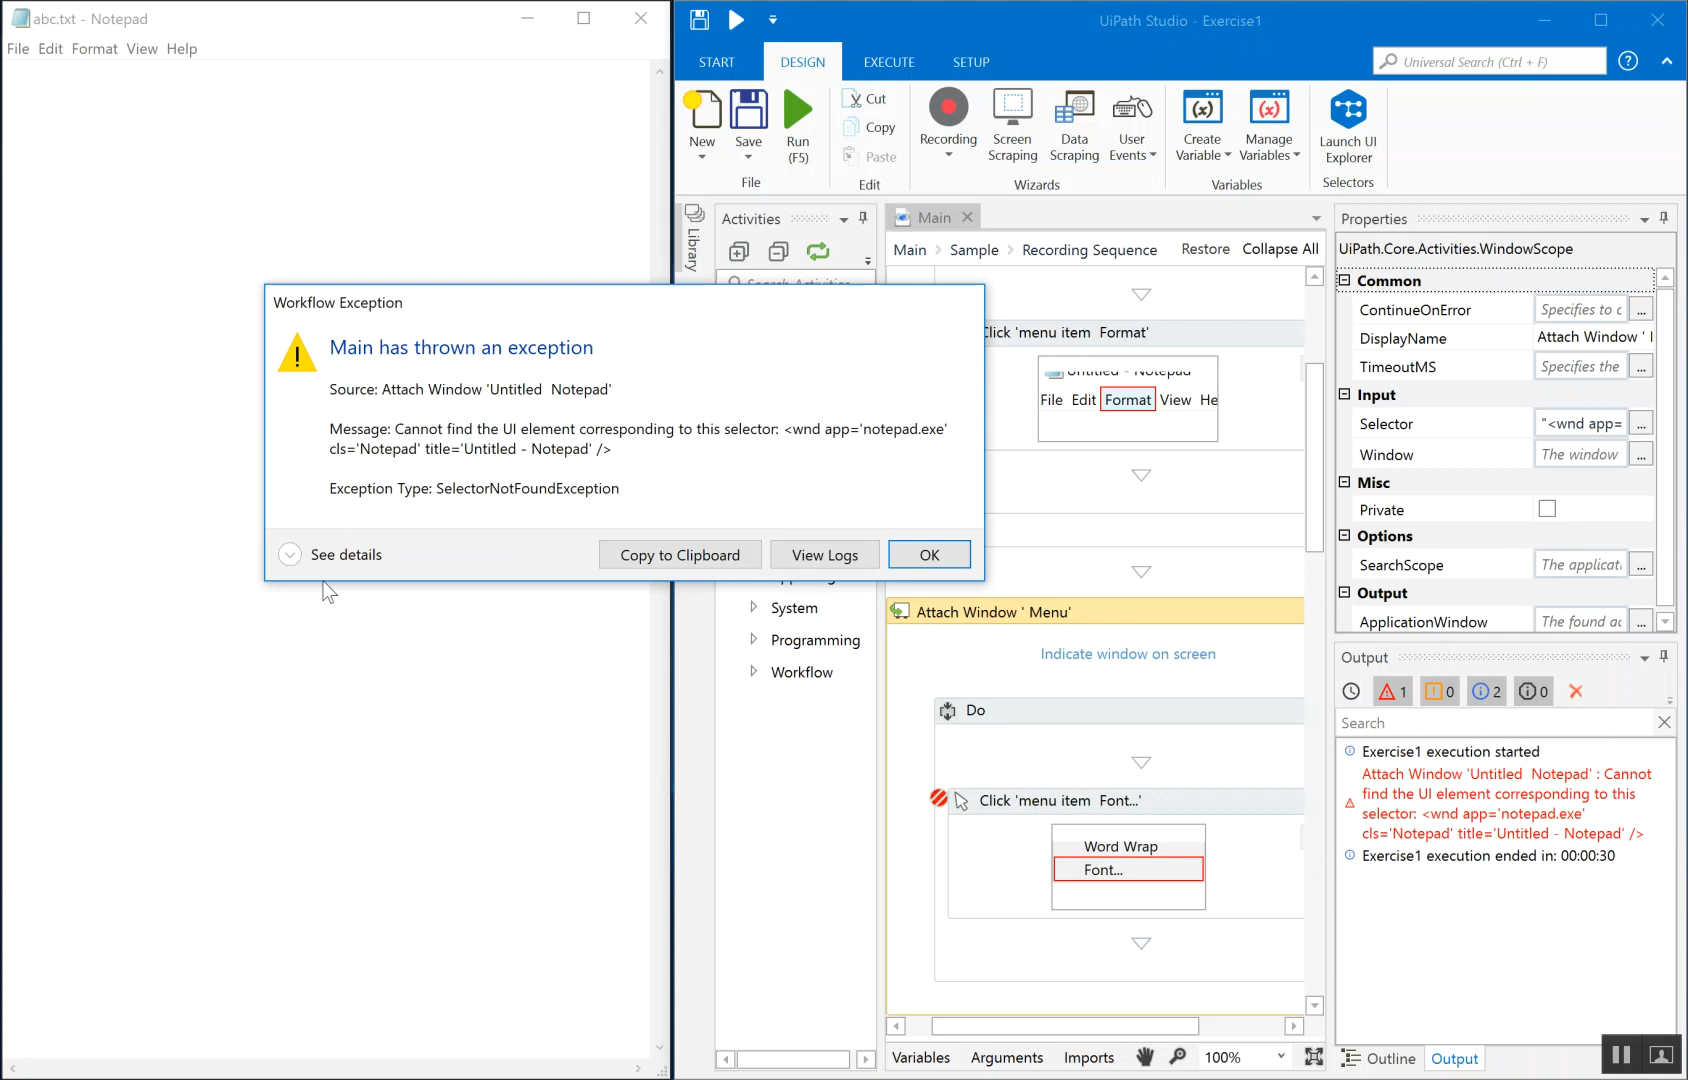 abc.txt - Notepad
File Edit Format View Help
UiPath Studio - Exercise1
START DESIGN EXECUTE SETUP
Universal Search (Ctrl + F)
New
Save
Run
(F5)
File
Cut
Copy
Paste
Edit
Recording
Screen
Scraping
Data
Scraping
User
Events
Wizards
Create
Variable
Manage
Variables
Variables
Launch UI
Explorer
Selectors
Library
Activities
Search Activities
System
Programming
Workflow
Main
Main Sample Recording Sequence Restore Collapse All
Click 'menu item Format'
Untitled - Notepad
File Edit Format View He
Attach Window ' Menu'
Indicate window on screen
Do
Click 'menu item Font...'
Word Wrap
Font...
Variables Arguments Imports 100%
Workflow Exception
Main has thrown an exception
Source: Attach Window 'Untitled Notepad'
Message: Cannot find the UI element corresponding to this selector: <wnd app='notepad.exe'
cls='Notepad' title='Untitled - Notepad' />
Exception Type: SelectorNotFoundException
See details Copy to Clipboard View Logs OK
Properties
UiPath.Core.Activities.WindowScope
Common
ContinueOnError Specifies to c ...
DisplayName Attach Window '
TimeoutMS Specifies the ...
Input
Selector "<wnd app= ...
Window The window ...
Misc
Private
Options
SearchScope The applicati ...
Output
ApplicationWindow The found ac ...
Output
1 0 2 0
Search
Exercise1 execution started
Attach Window 'Untitled Notepad' : Cannot
find the UI element corresponding to this
selector: <wnd app='notepad.exe'
cls='Notepad' title='Untitled - Notepad' />
Exercise1 execution ended in: 00:00:30
Outline Output